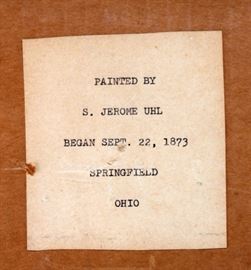 PAINTED BY
S. JEROME UHL
BEGAN SEPT. 22, 1873
SPRINGFIELD
OHIO